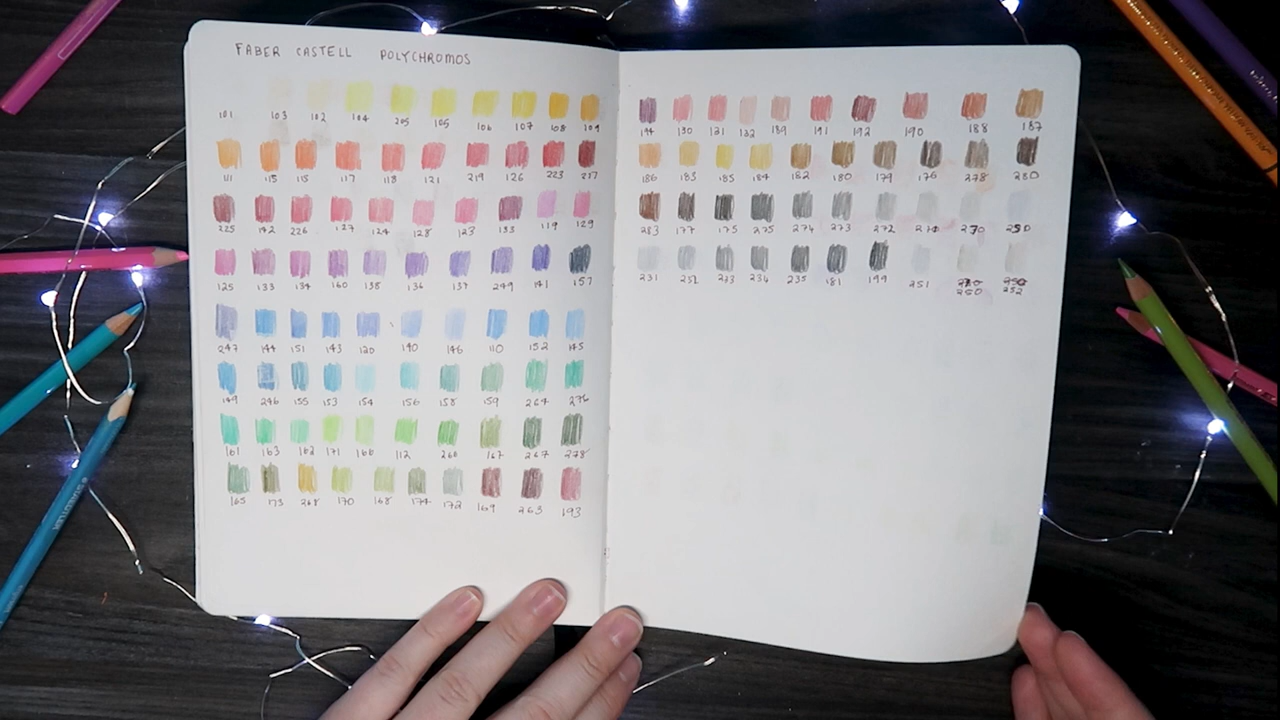 FABER CASTELL POLYCHROMOS
101 103 102 104 205 105 106 107 108 109
111 115 113 117 118 121 219 126 223 217
225 142 226 127 124 128 123 133 119 129
125 133 134 160 138 136 137 249 141 157
247 144 151 143 120 140 146 110 152 145
149 246 155 153 154 156 158 159 264 276
161 163 162 171 166 112 266 167 267 278
165 173 268 170 168 174 172 169 263 193
194 130 131 132 189 191 192 190 188 187
186 183 185 184 182 180 179 176 278 280
283 177 175 275 274 273 272 271 270 230
231 232 233 234 235 181 199 251
250 252